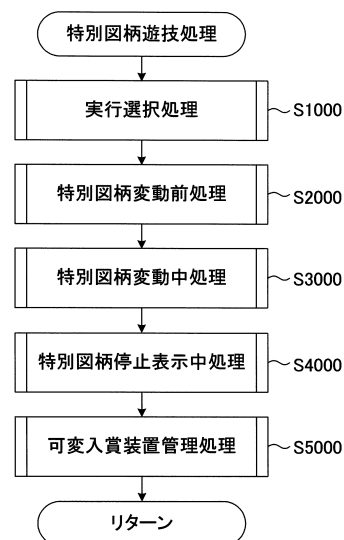 特別図柄遊技処理
実行選択処理
S1000
特別図柄変動前処理
S2000
特別図柄変動中処理
S3000
特別図柄停止表示中処理
S4000
可変入賞装置管理処理
S5000
リターン